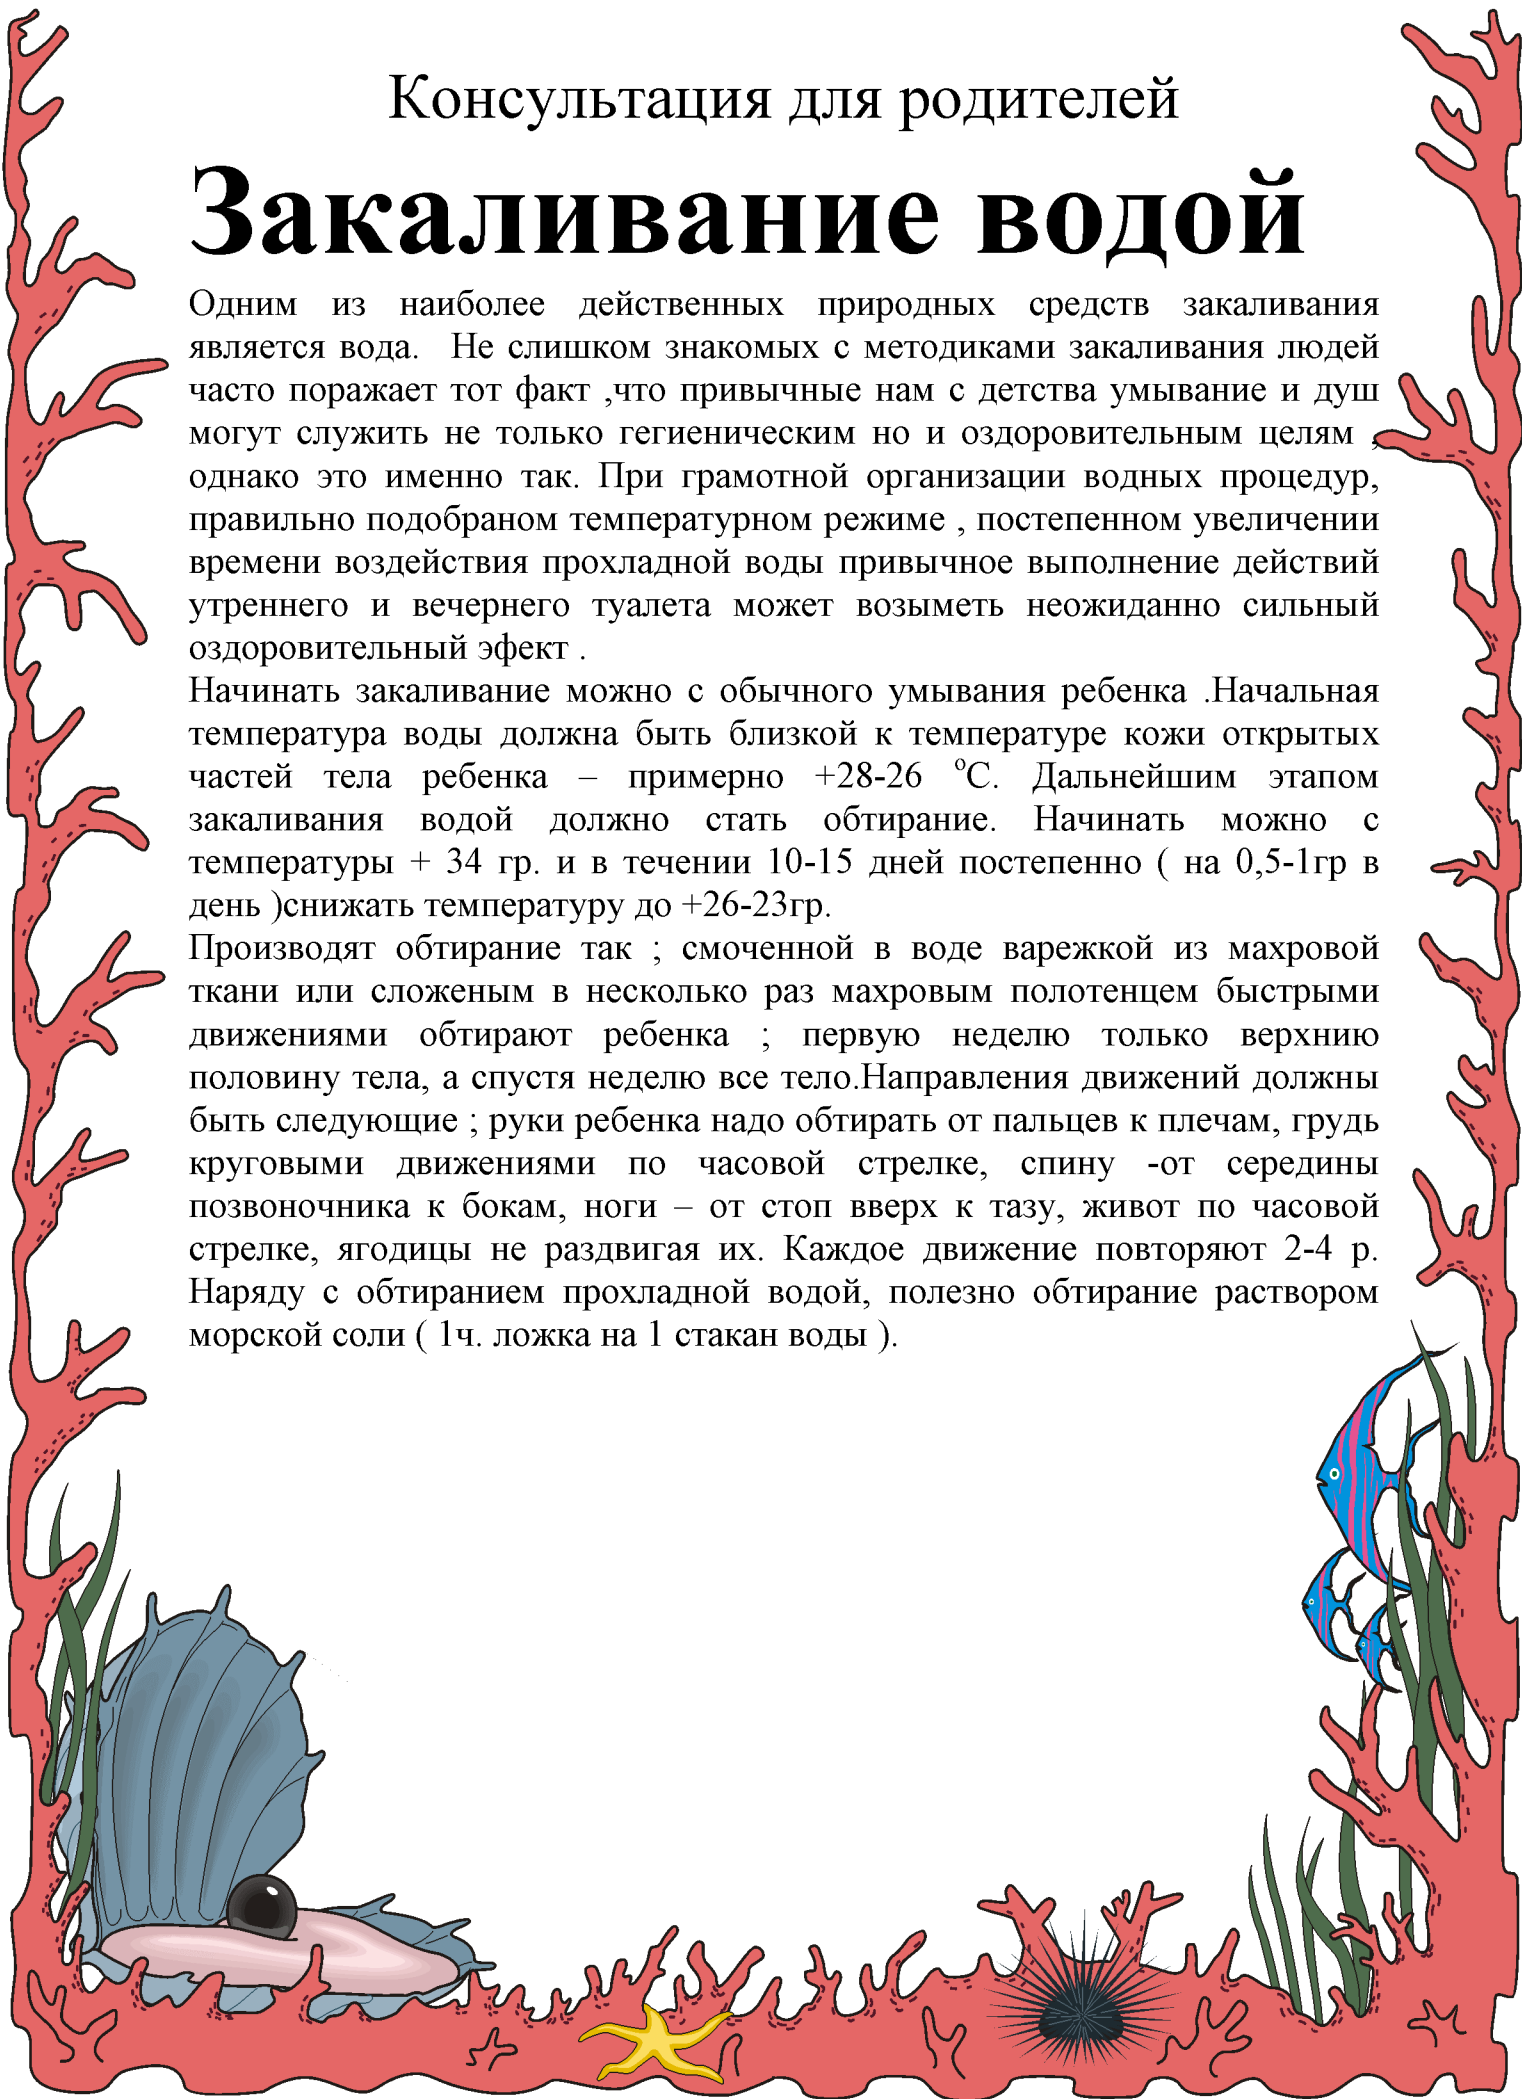 Консультация для родителей
Закаливание водой
Одним из наиболее действенных природных средств закаливания
является вода.  Не слишком знакомых с методиками закаливания людей
часто поражает тот факт ,что привычные нам с детства умывание и душ
могут служить не только гегиеническим но и оздоровительным целям ,
однако это именно так. При грамотной организации водных процедур,
правильно подобраном температурном режиме , постепенном увеличении
времени воздействия прохладной воды привычное выполнение действий
утреннего и вечернего туалета может возыметь неожиданно сильный
оздоровительный эфект .
Начинать закаливание можно с обычного умывания ребенка .Начальная
температура воды должна быть близкой к температуре кожи открытых
частей тела ребенка – примерно +28-26 ᵒС. Дальнейшим этапом
закаливания водой должно стать обтирание. Начинать можно с
температуры + 34 гр. и в течении 10-15 дней постепенно ( на 0,5-1гр в
день )снижать температуру до +26-23гр.
Производят обтирание так ; смоченной в воде варежкой из махровой
ткани или сложеным в несколько раз махровым полотенцем быстрыми
движениями обтирают ребенка ; первую неделю только верхнию
половину тела, а спустя неделю все тело.Направления движений должны
быть следующие ; руки ребенка надо обтирать от пальцев к плечам, грудь
круговыми движениями по часовой стрелке, спину -от середины
позвоночника к бокам, ноги – от стоп вверх к тазу, живот по часовой
стрелке, ягодицы не раздвигая их. Каждое движение повторяют 2-4 р.
Наряду с обтиранием прохладной водой, полезно обтирание раствором
морской соли ( 1ч. ложка на 1 стакан воды ).